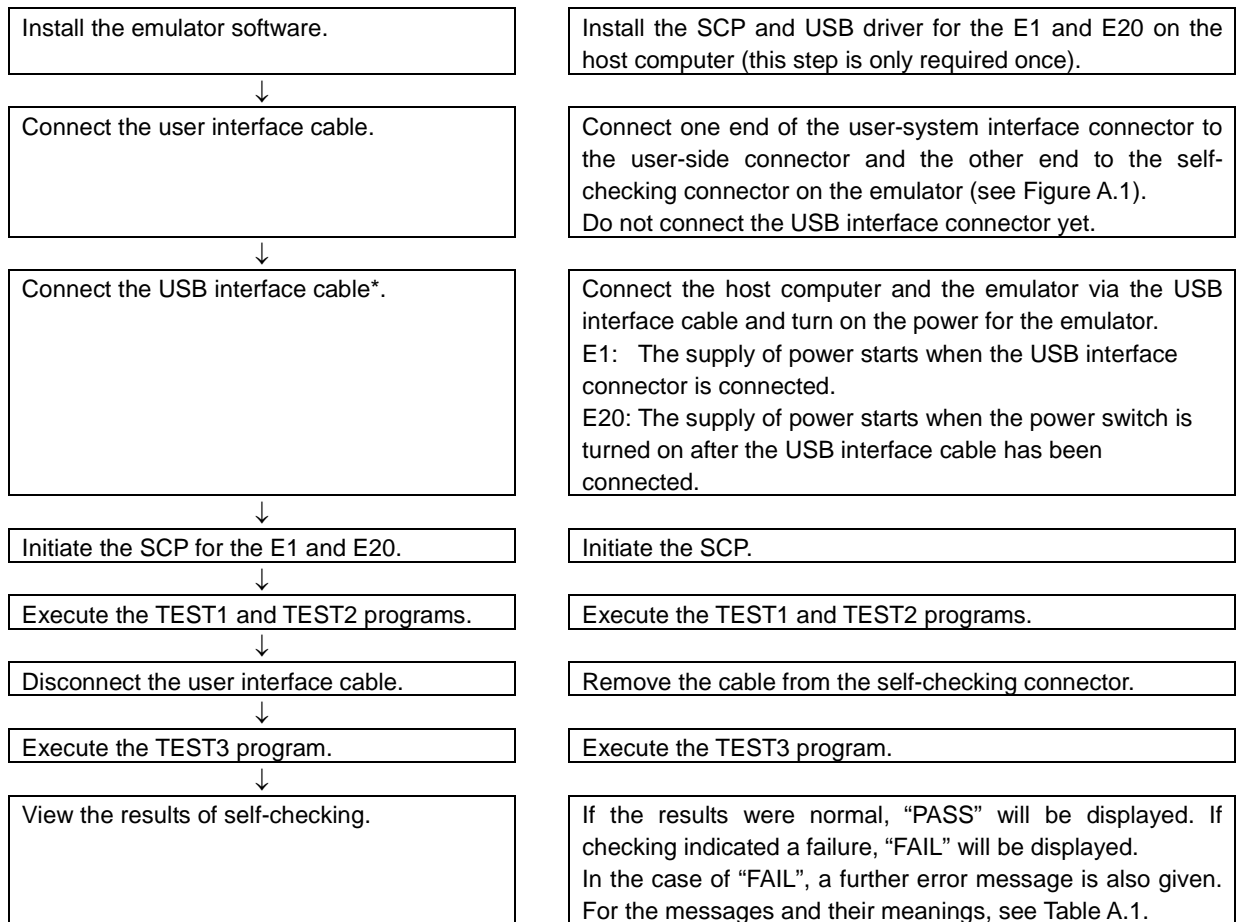 Install the emulator software.
Install the SCP and USB driver for the E1 and E20 on the
host computer (this step is only required once).
↓
Connect the user interface cable.
Connect one end of the user-system interface connector to
the user-side connector and the other end to the self-
checking connector on the emulator (see Figure A.1).
Do not connect the USB interface connector yet.
↓
Connect the USB interface cable*.
Connect the host computer and the emulator via the USB
interface cable and turn on the power for the emulator.
E1: The supply of power starts when the USB interface
connector is connected.
E20: The supply of power starts when the power switch is
turned on after the USB interface cable has been
connected.
↓
Initiate the SCP for the E1 and E20.
Initiate the SCP.
↓
Execute the TEST1 and TEST2 programs.
Execute the TEST1 and TEST2 programs.
↓
Disconnect the user interface cable.
Remove the cable from the self-checking connector.
↓
Execute the TEST3 program.
Execute the TEST3 program.
↓
View the results of self-checking.
If the results were normal, “PASS” will be displayed. If
checking indicated a failure, “FAIL” will be displayed.
In the case of “FAIL”, a further error message is also given.
For the messages and their meanings, see Table A.1.